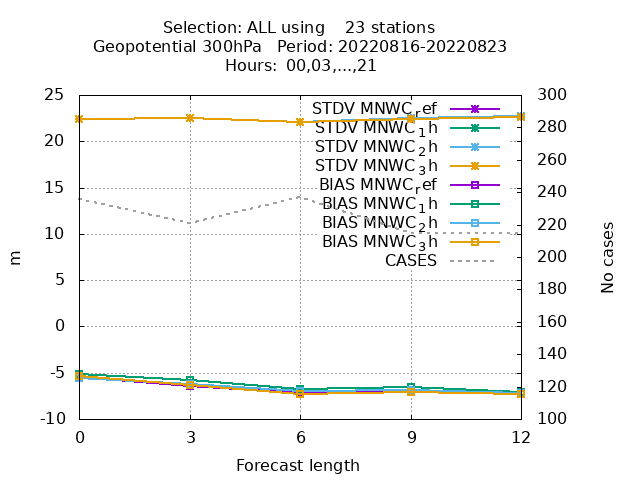 Selection: ALL using    23 stations
Geopotential 300hPa   Period: 20220816-20220823
Hours:  00,03,...,21
25
20
15
10
5
0
-5
-10
m
300
280
260
240
220
200
180
160
140
120
100
No cases
STDV MNWC_ref
STDV MNWC_1h
STDV MNWC_2h
STDV MNWC_3h
BIAS MNWC_ref
BIAS MNWC_1h
BIAS MNWC_2h
BIAS MNWC_3h
CASES
0 3 6 9 12
Forecast length